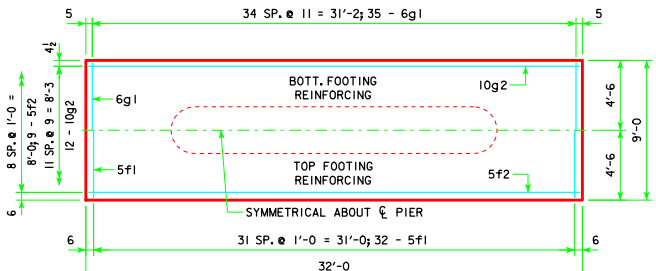 5
34 SP. @ 11 = 31'-2; 35 - 6g1
5
4½
BOTT. FOOTING
REINFORCING
10g2
6g1
4'-6
9'-0
8 SP. @ 1'-0 =
8'-0; 9 - 5f2
11 SP. @ 9 = 8'-3
12 - 10g2
TOP FOOTING
REINFORCING
5f1
5f2
4'-6
6
SYMMETRICAL ABOUT ℄ PIER
6
31 SP. @ 1'-0 = 31'-0; 32 - 5f1
6
32'-0